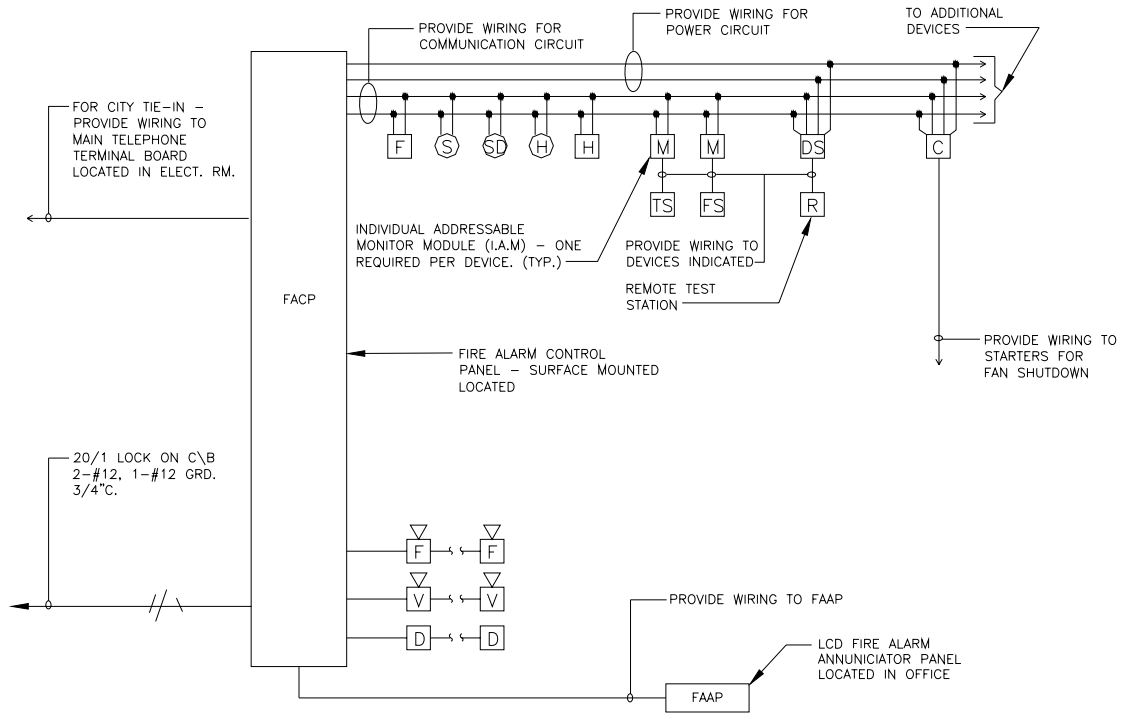 PROVIDE WIRING FOR
COMMUNICATION CIRCUIT
PROVIDE WIRING FOR
POWER CIRCUIT
TO ADDITIONAL
DEVICES
FOR CITY TIE-IN -
PROVIDE WIRING TO
MAIN TELEPHONE
TERMINAL BOARD
LOCATED IN ELECT. RM.
F S SD H H M M DS C
TS FS R
INDIVIDUAL ADDRESSABLE
MONITOR MODULE (I.A.M) - ONE
REQUIRED PER DEVICE. (TYP.)
PROVIDE WIRING TO
DEVICES INDICATED
REMOTE TEST
STATION
FACP
FIRE ALARM CONTROL
PANEL - SURFACE MOUNTED
LOCATED
PROVIDE WIRING TO
STARTERS FOR
FAN SHUTDOWN
20/1 LOCK ON C\B
2-#12, 1-#12 GRD.
3/4"C.
F F
V V
D D
PROVIDE WIRING TO FAAP
LCD FIRE ALARM
ANNUNICIATOR PANEL
LOCATED IN OFFICE
FAAP